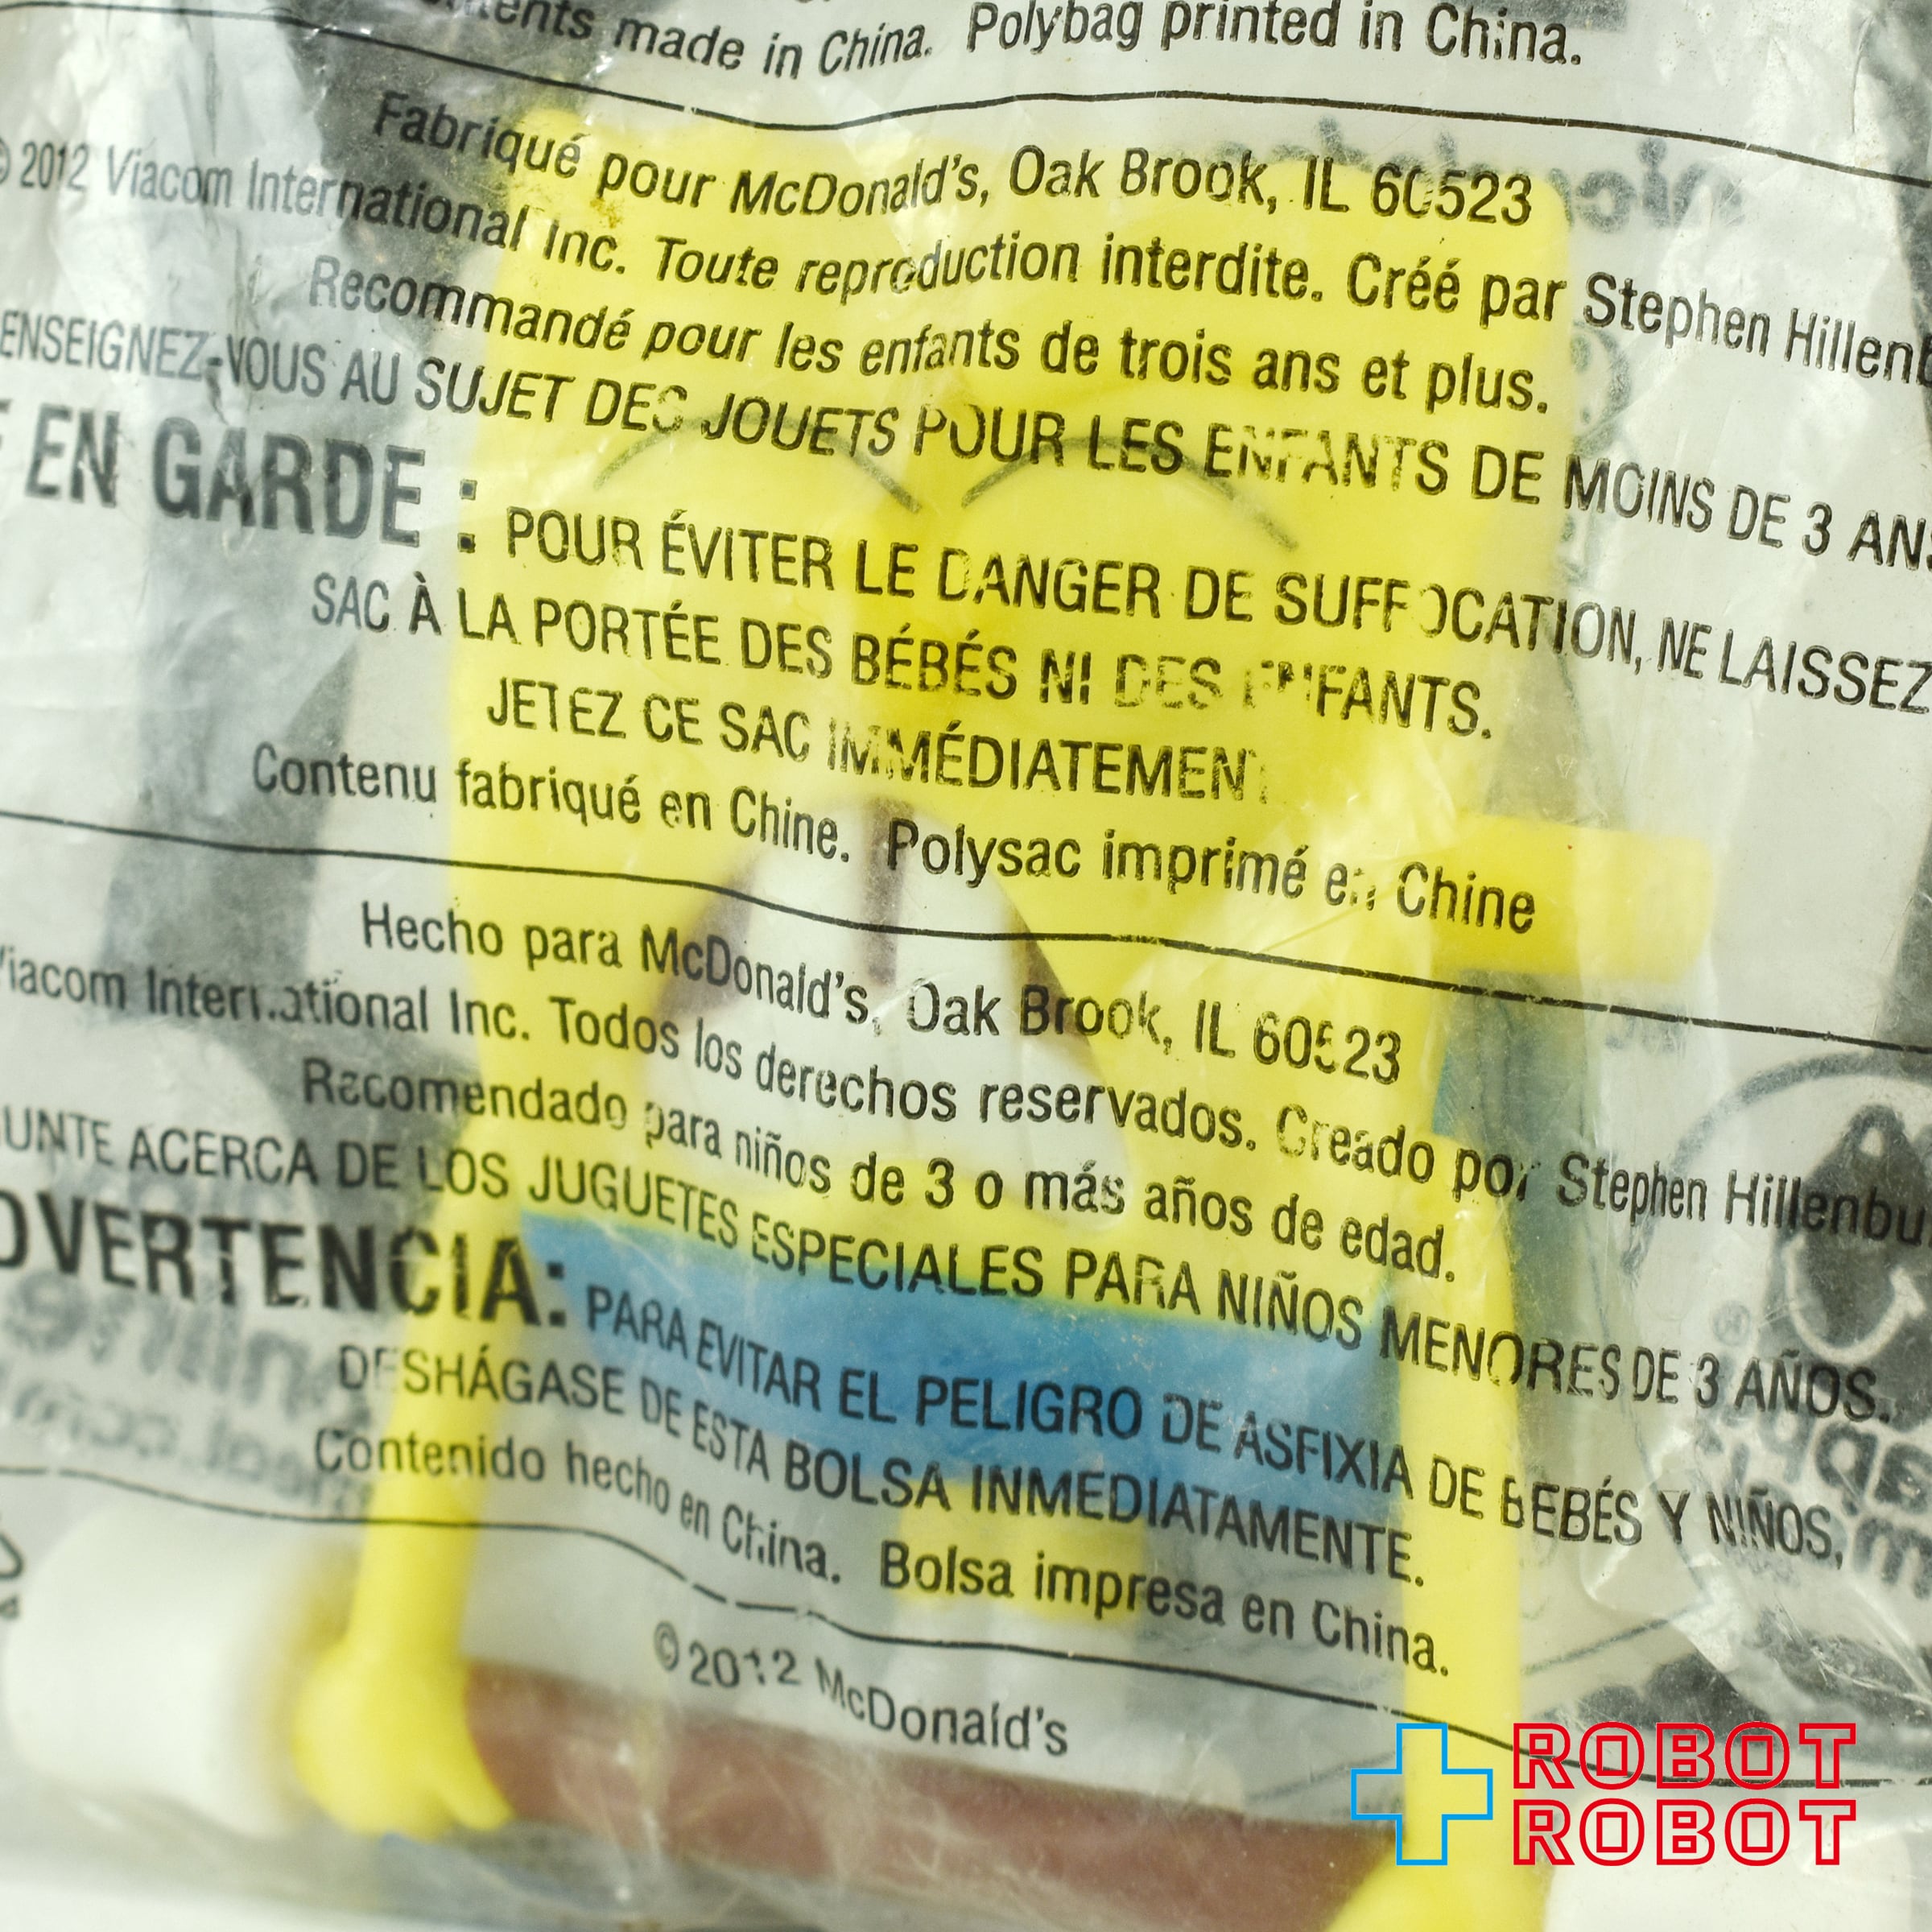 made in China. Polybag printed in China.
Fabriqué pour McDonald's, Oak Brook, IL 60523
© 2012 Viacom International Inc. Toute reproduction interdite. Créé par Stephen Hillenb
Recommandé pour les enfants de trois ans et plus.
ENSEIGNEZ-VOUS AU SUJET DES JOUETS POUR LES ENFANTS DE MOINS DE 3 ANS
EN GARDE : POUR ÉVITER LE DANGER DE SUFFOCATION, NE LAISSEZ
SAC À LA PORTÉE DES BÉBÉS NI DES ENFANTS.
JETEZ CE SAC IMMÉDIATEMENT
Contenu fabriqué en Chine. Polysac imprimé en Chine
Hecho para McDonald's, Oak Brook, IL 60523
Viacom International Inc. Todos los derechos reservados. Creado por Stephen Hillenbu
Recomendado para niños de 3 o más años de edad.
UNTE ACERCA DE LOS JUGUETES ESPECIALES PARA NIÑOS MENORES DE 3 AÑOS.
DVERTENCIA: PARA EVITAR EL PELIGRO DE ASFIXIA DE BEBÉS Y NIÑOS,
DESHÁGASE DE ESTA BOLSA INMEDIATAMENTE.
Contenido hecho en China. Bolsa impresa en China.
© 2012 McDonald's
ROBOT
ROBOT